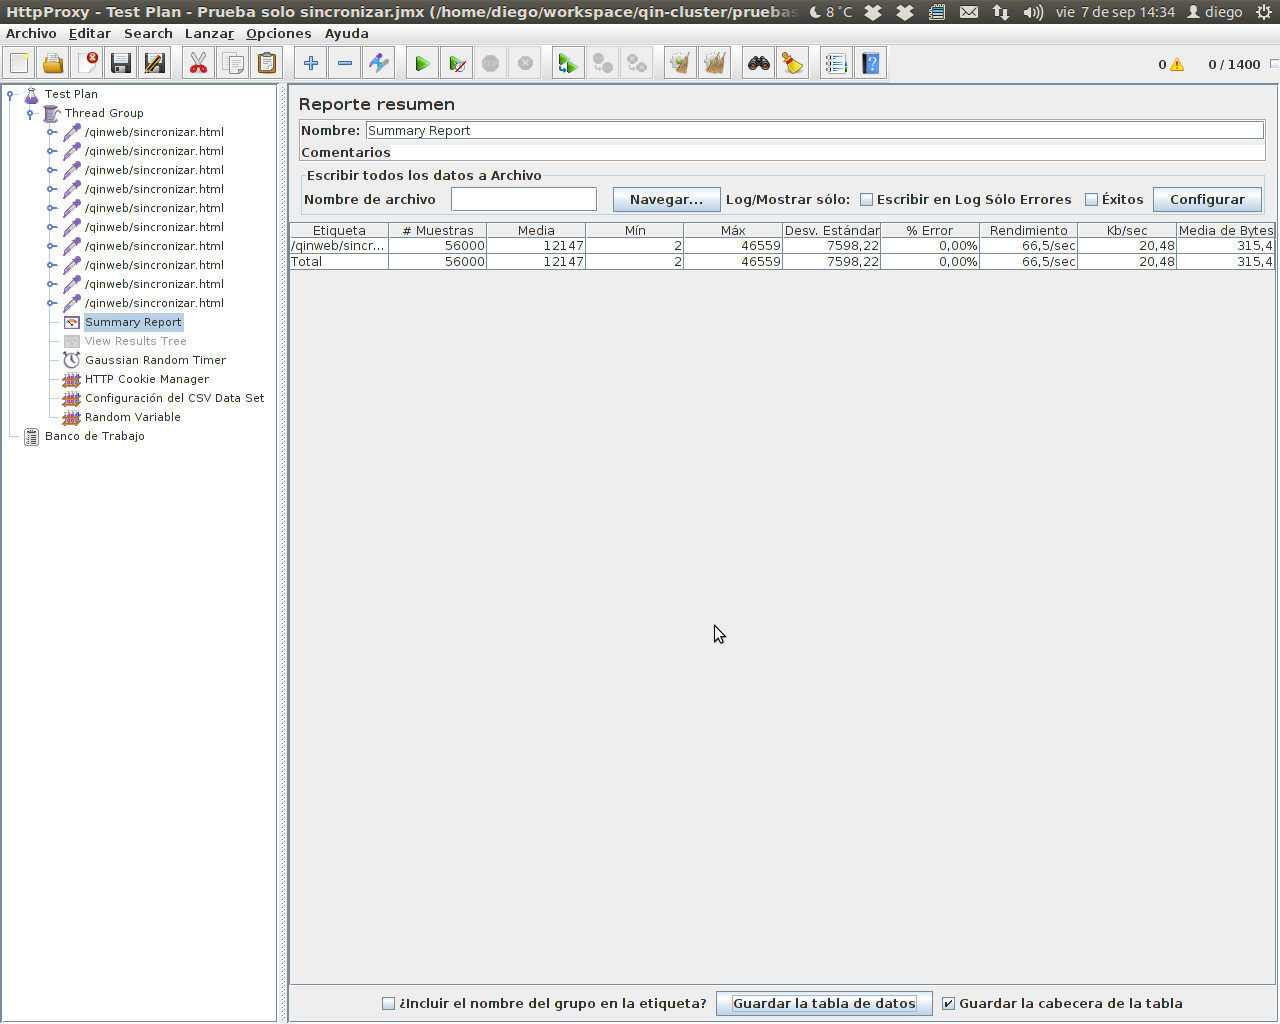 HttpProxy - Test Plan - Prueba solo sincronizar.jmx (/home/diego/workspace/qin-cluster/pruebas 8°C vie 7 de sep 14:34 diego
Archivo Editar Search Lanzar Opciones Ayuda
0 0 / 1400
Test Plan
Thread Group
/qinweb/sincronizar.html
/qinweb/sincronizar.html
/qinweb/sincronizar.html
/qinweb/sincronizar.html
/qinweb/sincronizar.html
/qinweb/sincronizar.html
/qinweb/sincronizar.html
/qinweb/sincronizar.html
/qinweb/sincronizar.html
/qinweb/sincronizar.html
Summary Report
View Results Tree
Gaussian Random Timer
HTTP Cookie Manager
Configuración del CSV Data Set
Random Variable
Banco de Trabajo
Reporte resumen
Nombre: Summary Report
Comentarios
Escribir todos los datos a Archivo
Nombre de archivo Navegar... Log/Mostrar sólo: Escribir en Log Sólo Errores Éxitos Configurar
Etiqueta # Muestras Media Mín Máx Desv. Estándar % Error Rendimiento Kb/sec Media de Bytes
/qinweb/sincr... 56000 12147 2 46559 7598,22 0,00% 66,5/sec 20,48 315,4
Total 56000 12147 2 46559 7598,22 0,00% 66,5/sec 20,48 315,4
¿Incluir el nombre del grupo en la etiqueta? Guardar la tabla de datos Guardar la cabecera de la tabla